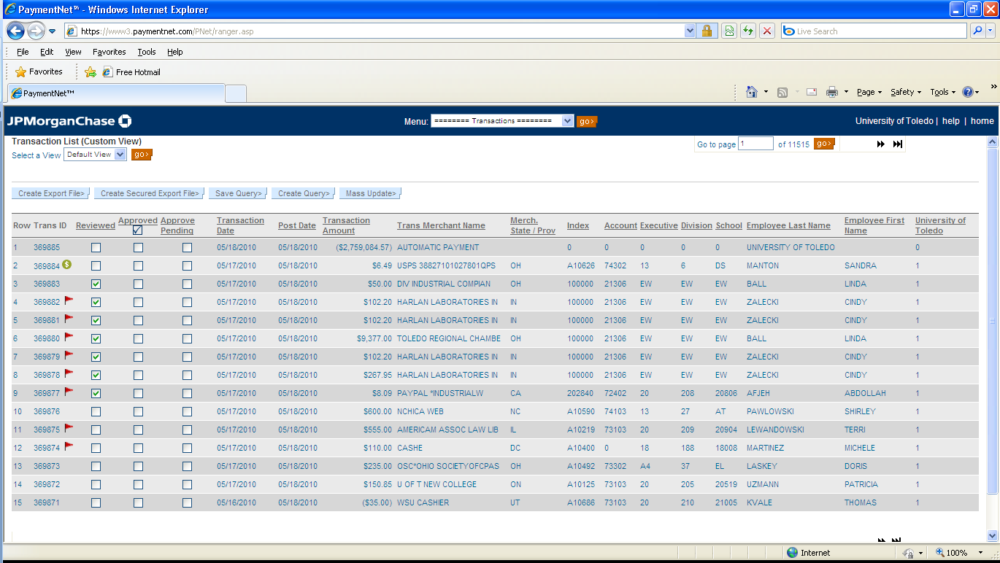 PaymentNet™ - Windows Internet Explorer
https://www3.paymentnet.com/PNet/ranger.asp Live Search
File Edit View Favorites Tools Help
Favorites Free Hotmail
PaymentNet™ Page Safety Tools
JPMorganChase Menu: ======== Transactions ======== go> University of Toledo | help | home
Transaction List (Custom View)
Go to page 1 of 11515 go>
Select a View Default View go>
Create Export File> Create Secured Export File> Save Query> Create Query> Mass Update>
Row Trans ID Reviewed Approved Approve Pending Transaction Date Post Date Transaction Amount Trans Merchant Name Merch. State / Prov Index Account Executive Division School Employee Last Name Employee First Name University of Toledo
1 369885 05/18/2010 05/18/2010 ($2,759,084.57) AUTOMATIC PAYMENT 0 0 0 0 0 UNIVERSITY OF TOLEDO 0
2 369884 $ 05/17/2010 05/18/2010 $6.49 USPS 38827101027801QPS OH A10626 74302 13 6 DS MANTON SANDRA 1
3 369883 05/17/2010 05/18/2010 $50.00 DIV INDUSTRIAL COMPIAN OH 100000 21306 EW EW EW BALL LINDA 1
4 369882 05/17/2010 05/18/2010 $102.20 HARLAN LABORATORIES IN IN 100000 21306 EW EW EW ZALECKI CINDY 1
5 369881 05/17/2010 05/18/2010 $102.20 HARLAN LABORATORIES IN IN 100000 21306 EW EW EW ZALECKI CINDY 1
6 369880 05/17/2010 05/18/2010 $9,377.00 TOLEDO REGIONAL CHAMBE OH 100000 21306 EW EW EW BALL LINDA 1
7 369879 05/17/2010 05/18/2010 $102.20 HARLAN LABORATORIES IN IN 100000 21306 EW EW EW ZALECKI CINDY 1
8 369878 05/17/2010 05/18/2010 $267.95 HARLAN LABORATORIES IN IN 100000 21306 EW EW EW ZALECKI CINDY 1
9 369877 05/17/2010 05/18/2010 $8.09 PAYPAL *INDUSTRIALW CA 202840 72402 20 208 20806 AFJEH ABDOLLAH 1
10 369876 05/17/2010 05/18/2010 $600.00 NCHICA WEB NC A10590 74103 13 27 AT PAWLOWSKI SHIRLEY 1
11 369875 05/17/2010 05/18/2010 $555.00 AMERICAM ASSOC LAW LIB IL A10219 73103 20 209 20904 LEWANDOWSKI TERRI 1
12 369874 05/17/2010 05/18/2010 $110.00 CASHE DC A10400 0 18 188 18008 MARTINEZ MICHELE 1
13 369873 05/17/2010 05/18/2010 $235.00 OSC*OHIO SOCIETYOFCPAS OH A10492 73302 A4 37 EL LASKEY DORIS 1
14 369872 05/17/2010 05/18/2010 $150.85 U OF T NEW COLLEGE ON A10125 73103 20 205 20519 UZMANN PATRICIA 1
15 369871 05/16/2010 05/18/2010 ($35.00) WSU CASHIER UT A10686 73103 20 210 21005 KVALE THOMAS 1
Internet 100%